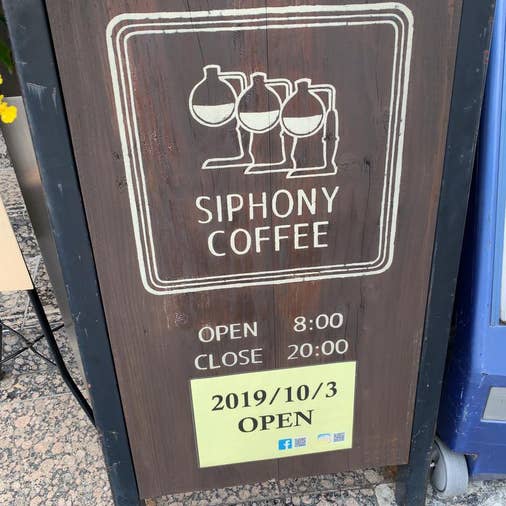 SIPHONY
COFFEE
OPEN 8:00
CLOSE 20:00
2019/10/3
OPEN